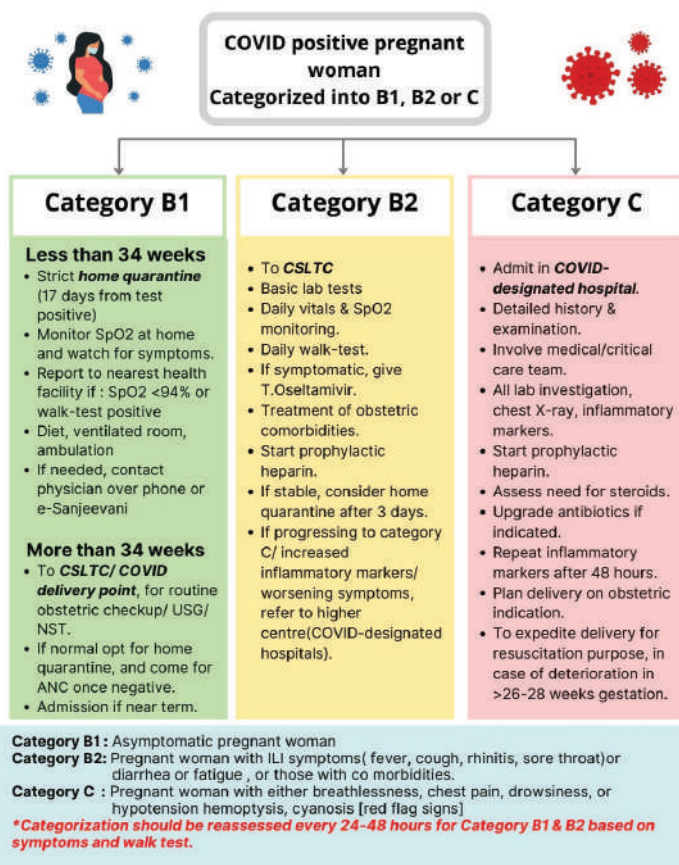 COVID positive pregnant
woman
Categorized into B1, B2 or C
Category B1
Less than 34 weeks
• Strict home quarantine
(17 days from test
positive)
• Monitor SpO2 at home
and watch for symptoms.
• Report to nearest health
facility if : SpO2 <94% or
walk-test positive
• Diet, ventilated room,
ambulation
• If needed, contact
physician over phone or
e-Sanjeevani
More than 34 weeks
• To CSLTC/ COVID
delivery point, for routine
obstetric checkup/ USG/
NST.
• If normal opt for home
quarantine, and come for
ANC once negative.
• Admission if near term.
Category B2
• To CSLTC
• Basic lab tests
• Daily vitals & SpO2
monitoring.
• Daily walk-test.
• If symptomatic, give
T.Oseltamivir.
• Treatment of obstetric
comorbidities.
• Start prophylactic
heparin.
• If stable, consider home
quarantine after 3 days.
• If progressing to category
C/ increased
inflammatory markers/
worsening symptoms,
refer to higher
centre(COVID-designated
hospitals).
Category C
• Admit in COVID-
designated hospital.
• Detailed history &
examination.
• Involve medical/critical
care team.
• All lab investigation,
chest X-ray, inflammatory
markers.
• Start prophylactic
heparin.
• Assess need for steroids.
• Upgrade antibiotics if
indicated.
• Repeat inflammatory
markers after 48 hours.
• Plan delivery on obstetric
indication.
• To expedite delivery for
resuscitation purpose, in
case of deterioration in
>26-28 weeks gestation.
Category B1 : Asymptomatic pregnant woman
Category B2: Pregnant woman with ILI symptoms( fever, cough, rhinitis, sore throat)or
diarrhea or fatigue , or those with co morbidities.
Category C : Pregnant woman with either breathlessness, chest pain, drowsiness, or
hypotension hemoptysis, cyanosis [red flag signs]
*Categorization should be reassessed every 24-48 hours for Category B1 & B2 based on
symptoms and walk test.